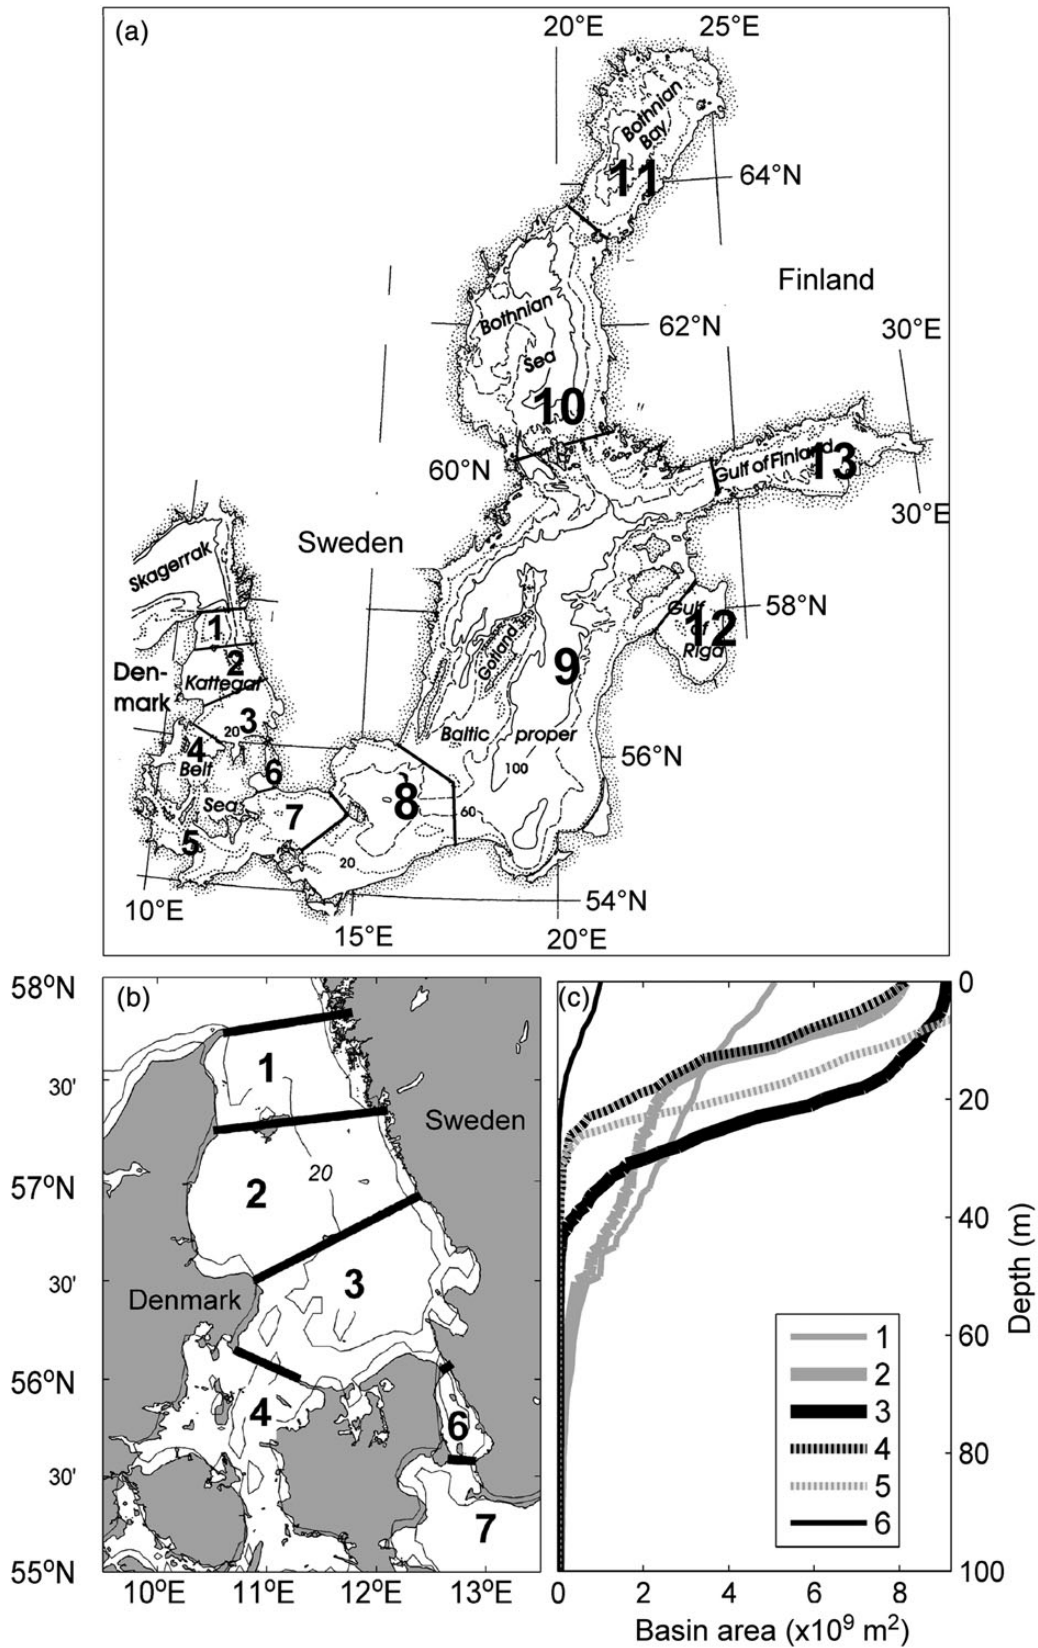 (a)
20°E
25°E
Bothnian
Bay
11
64°N
Finland
Bothnian
62°N
30°E
Sea
10
60°N
Gulf of Finland
13
30°E
Sweden
Skagerrak
58°N
1
Gulf
of
Riga
12
2
Den-
mark
Kattegat
Gotland
9
3
20
4
Belt
Baltic proper
56°N
6
100
Sea
7
8
60
5
20
54°N
10°E
15°E
20°E
(b)
58°N
1
30'
Sweden
57°N
2
20
30'
Denmark
3
56°N
4
6
30'
7
55°N
10°E
11°E
12°E
13°E
(c)
0
20
40
60
80
100
Depth (m)
1
2
3
4
5
6
0
2
4
6
8
Basin area (x10⁹ m²)